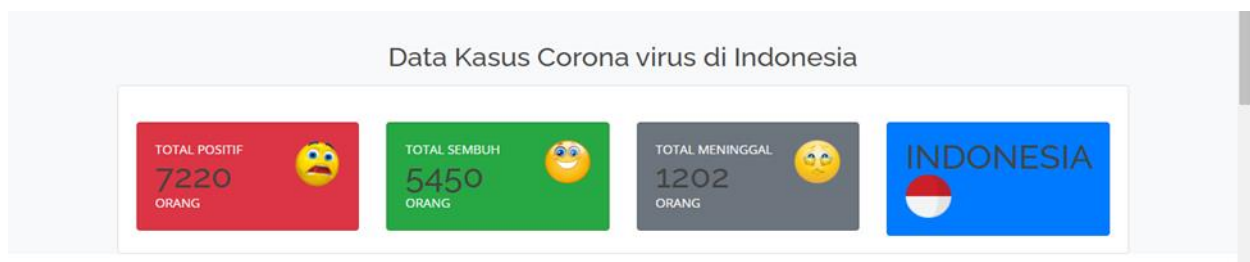 Data Kasus Corona virus di Indonesia
TOTAL POSITIF
7220
ORANG
TOTAL SEMBUH
5450
ORANG
TOTAL MENINGGAL
1202
ORANG
INDONESIA